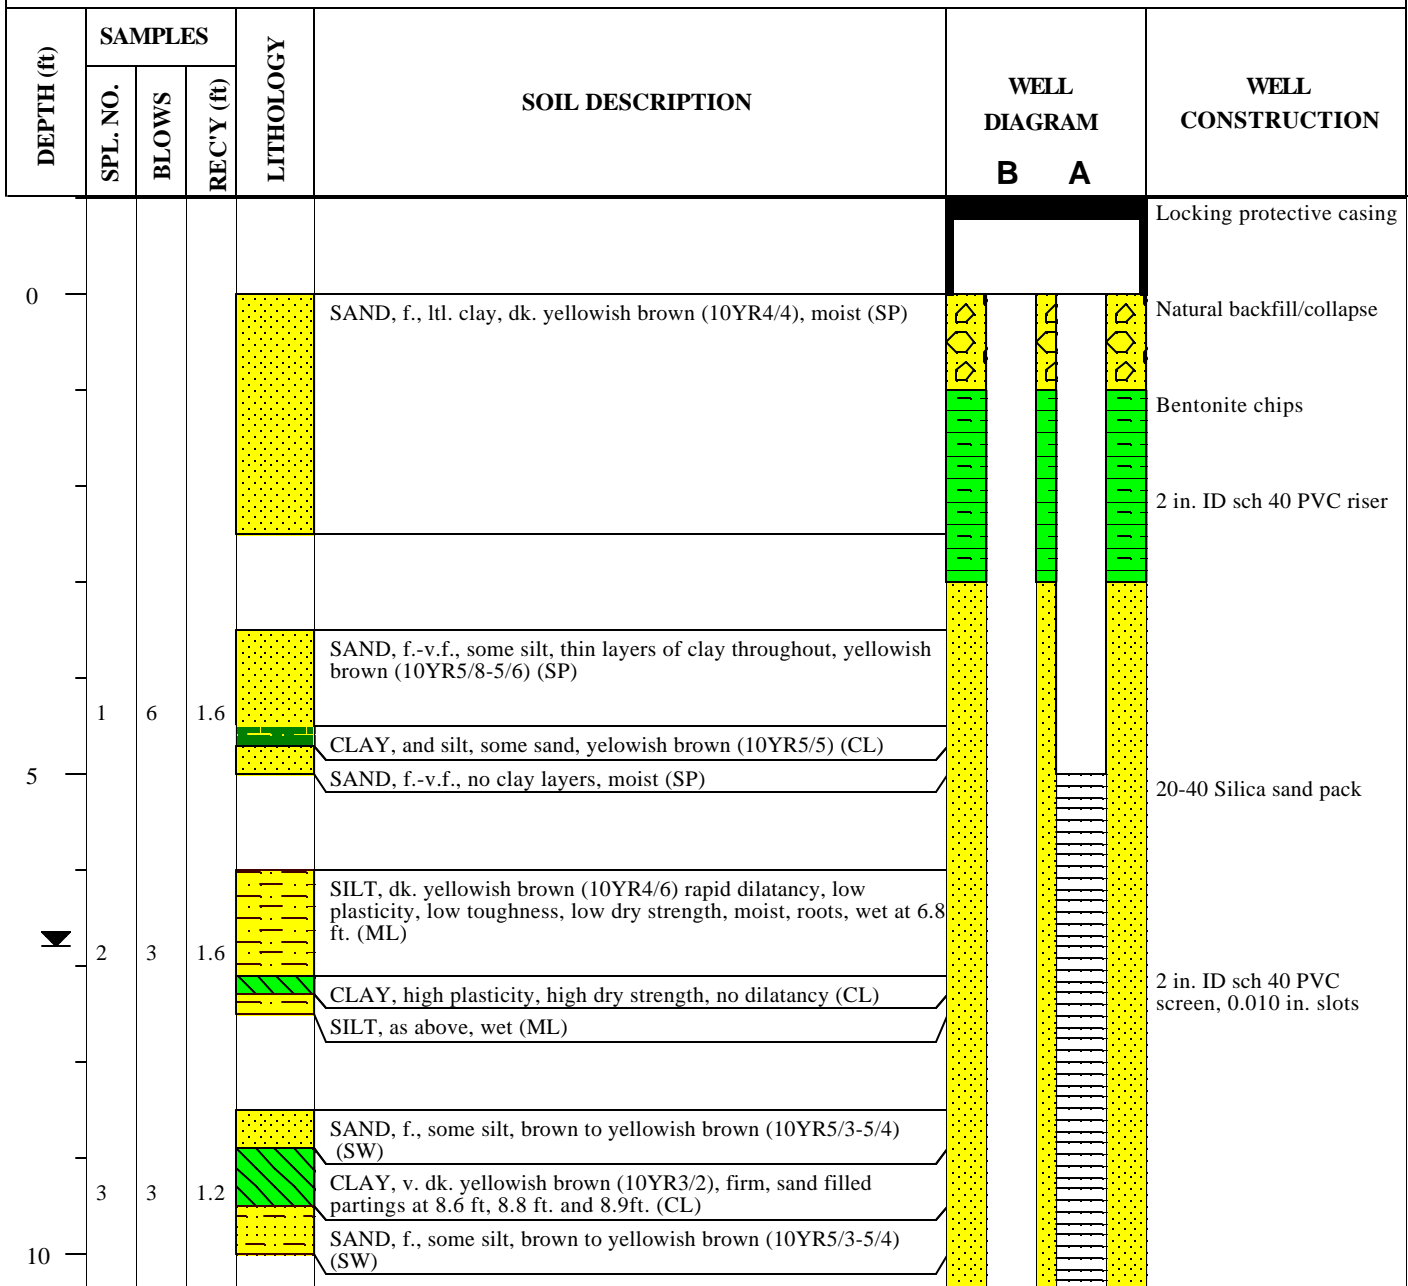 DEPTH (ft)
SAMPLES
SPL. NO.
BLOWS
REC'Y (ft)
LITHOLOGY
SOIL DESCRIPTION
WELL
DIAGRAM
B A
WELL
CONSTRUCTION
Locking protective casing
0
SAND, f., ltl. clay, dk. yellowish brown (10YR4/4), moist (SP)
Natural backfill/collapse
Bentonite chips
2 in. ID sch 40 PVC riser
SAND, f.-v.f., some silt, thin layers of clay throughout, yellowish
brown (10YR5/8-5/6) (SP)
1 6 1.6
CLAY, and silt, some sand, yelowish brown (10YR5/5) (CL)
5
SAND, f.-v.f., no clay layers, moist (SP)
20-40 Silica sand pack
SILT, dk. yellowish brown (10YR4/6) rapid dilatancy, low
plasticity, low toughness, low dry strength, moist, roots, wet at 6.8
ft. (ML)
2 3 1.6
CLAY, high plasticity, high dry strength, no dilatancy (CL)
2 in. ID sch 40 PVC
screen, 0.010 in. slots
SILT, as above, wet (ML)
SAND, f., some silt, brown to yellowish brown (10YR5/3-5/4)
(SW)
3 3 1.2
CLAY, v. dk. yellowish brown (10YR3/2), firm, sand filled
partings at 8.6 ft, 8.8 ft. and 8.9ft. (CL)
10
SAND, f., some silt, brown to yellowish brown (10YR5/3-5/4)
(SW)